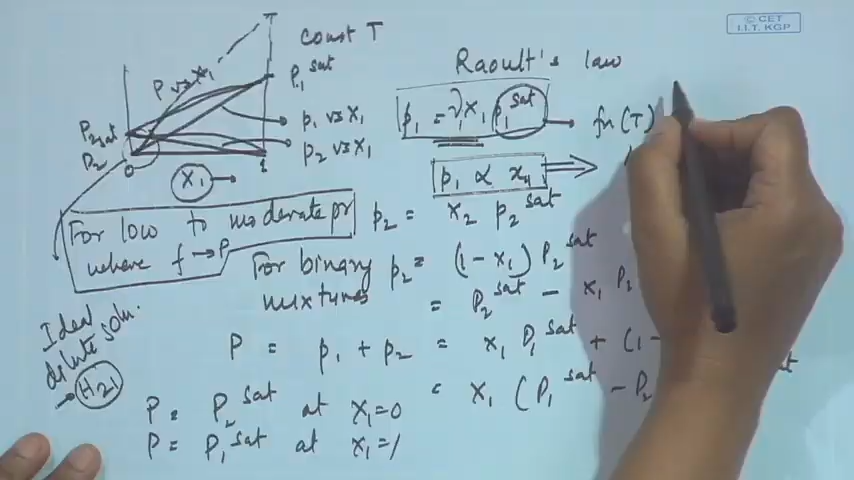 © CET
I.I.T. KGP
const T
Raoult's law
P vs X₁
P₁ sat
p₁ = γ₁ X₁ p₁ sat → fn(T)
P₂ sat
p₁ vs X₁
P₂
p₂ vs X₁
p₁ ∝ x₁
0
1
X₁ →
p₂ = x₂ p₂ sat
For low to moderate pr
where f → P
For binary mixtures
p₂ = (1 - x₁) P₂ sat
= P₂ sat - x₁ P₂
Ideal dilute soln.
P = p₁ + p₂ = x₁ P₁ sat + (1 -
→ H₂,₁
= x₁ (P₁ sat - P₂ sat
P = P₂ sat at X₁=0
P = P₁ sat at X₁=1